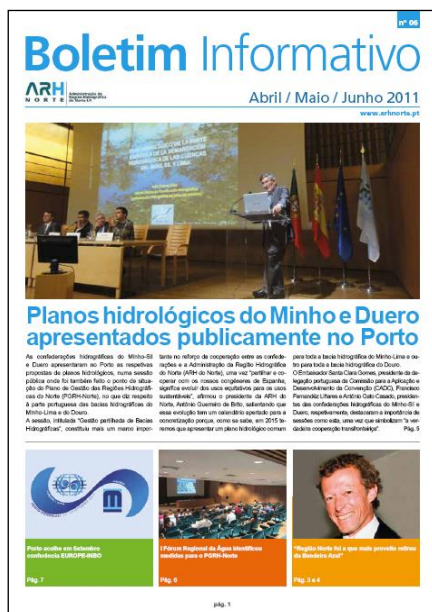 nº 06
Boletim Informativo
ARH
NORTE
Administração da
Região Hidrográfica
do Norte I.P.
Abril / Maio / Junho 2011
www.arhnorte.pt
Planos hidrológicos do Minho e Duero
apresentados publicamente no Porto
As confederações hidrográficas do Minho-Sil
e Duero apresentaram no Porto as respetivas
propostas de planos hidrológicos, numa sessão
pública onde foi também feito o ponto de situa-
ção do Plano de Gestão das Regiões Hidrográfi-
cas do Norte (PGRH-Norte), no que diz respeito
à parte portuguesa das bacias hidrográficas do
Minho-Lima e do Douro.
A sessão, intitulada "Gestão partilhada de Bacias
Hidrográficas", constitui mais um marco impor-
tante no reforço de cooperação entre as confede-
rações e a Administração da Região Hidrográfica
do Norte (ARH do Norte), uma vez "partilhar e co-
operar com os nossos congéneres de Espanha,
significa evoluir dos usos equitativos para os usos
sustentáveis", afirmou o presidente da ARH do
Norte, António Guerreiro de Brito, salientando que
essa evolução tem um calendário apertado para a
concretização porque, como se sabe, em 2015 te-
remos que apresentar um plano hidrológico comum
para toda a bacia hidrográfica do Minho-Lima e ou-
tro para toda a bacia hidrográfica do Douro.
O Embaixador Santa Clara Gomes, presidente da de-
legação portuguesa da Comissão para a Aplicação e
Desenvolvimento da Convenção (CADC), Francisco
Fernández Liñares e António Gato Casado, presiden-
tes das confederações hidrográficas do Minho-Sil e
Duero, respetivamente, destacaram a importância de
sessões como esta, uma vez que simbolizam "a ver-
dadeira cooperação transfronteiriça". Pág. 5
Porto acolhe em Setembro
conferência EUROPE-INBO
Pág. 7
I Fórum Regional da Água identificou
medidas para o PGRH-Norte
Pág. 6
"Região Norte foi a que mais proveito retirou
da Bandeira Azul"
Pág. 3 e 4
pág. 1